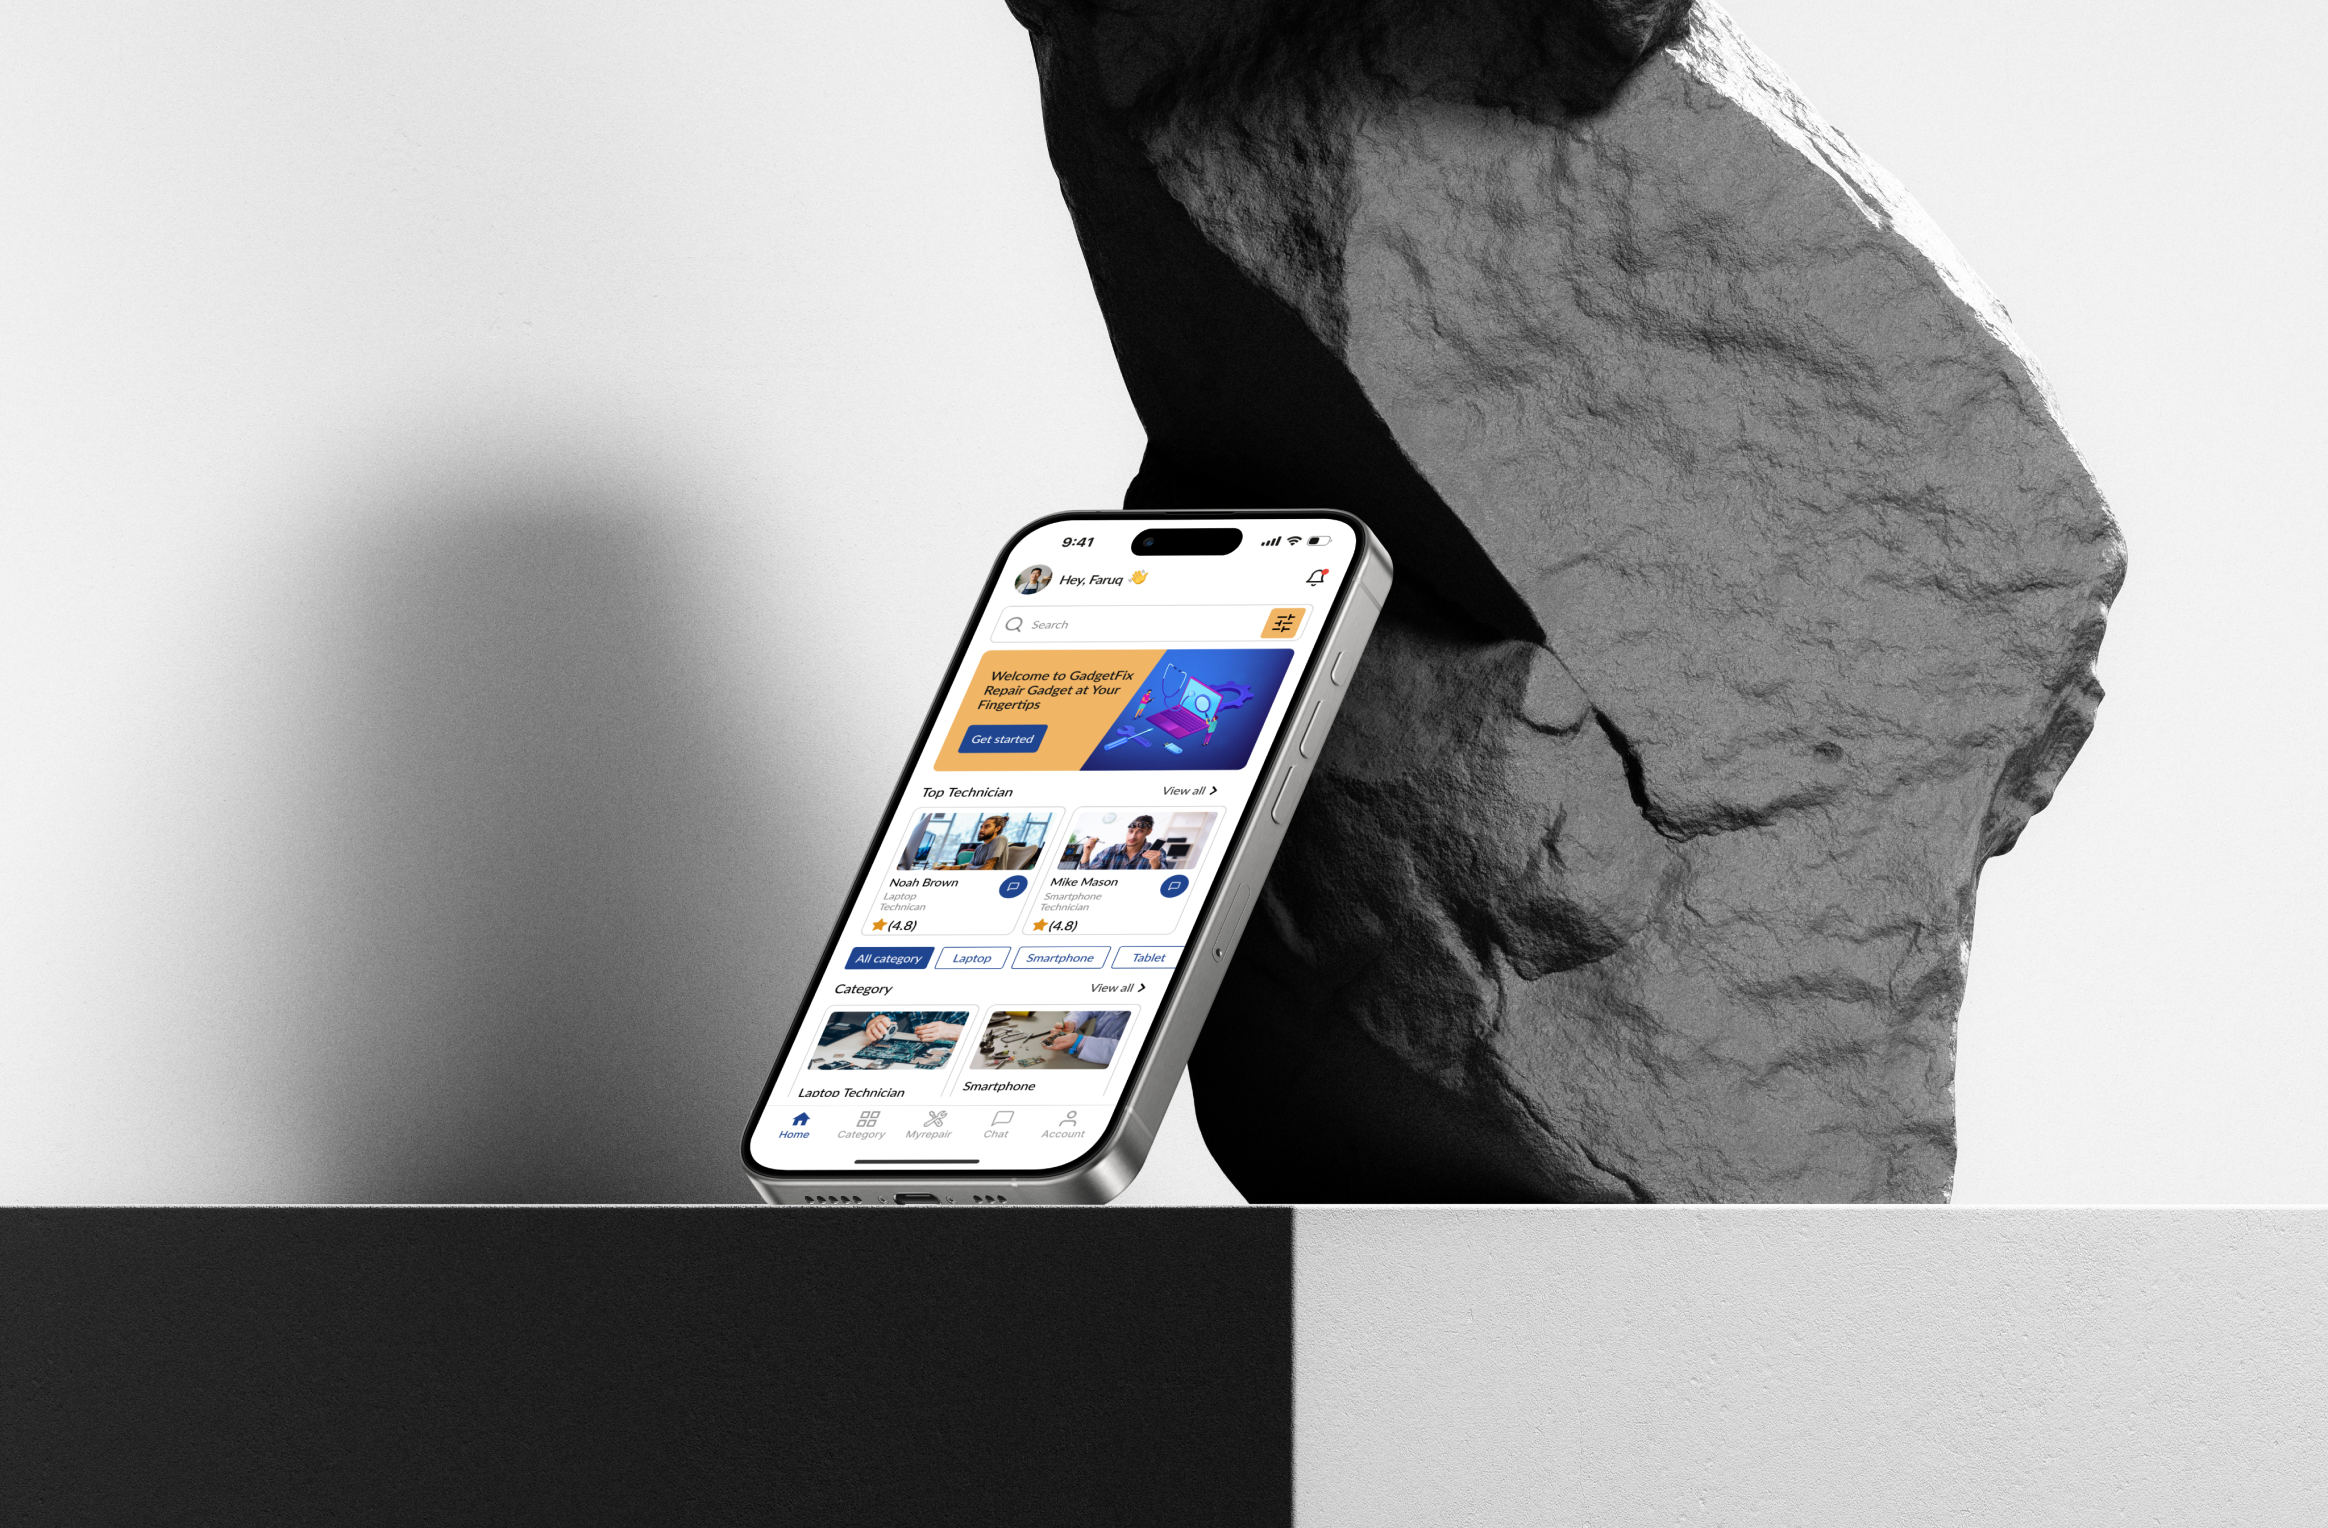 9:41
Hey, Faruq 👋
Search
Welcome to GadgetFix
Repair Gadget at Your
Fingertips
Get started
Top Technician
View all
Noah Brown
Laptop
Technican
(4.8)
Mike Mason
Smartphone
Technician
(4.8)
All category
Laptop
Smartphone
Tablet
Category
View all
Laptop Technician
Smartphone
Home
Category
Myrepair
Chat
Account